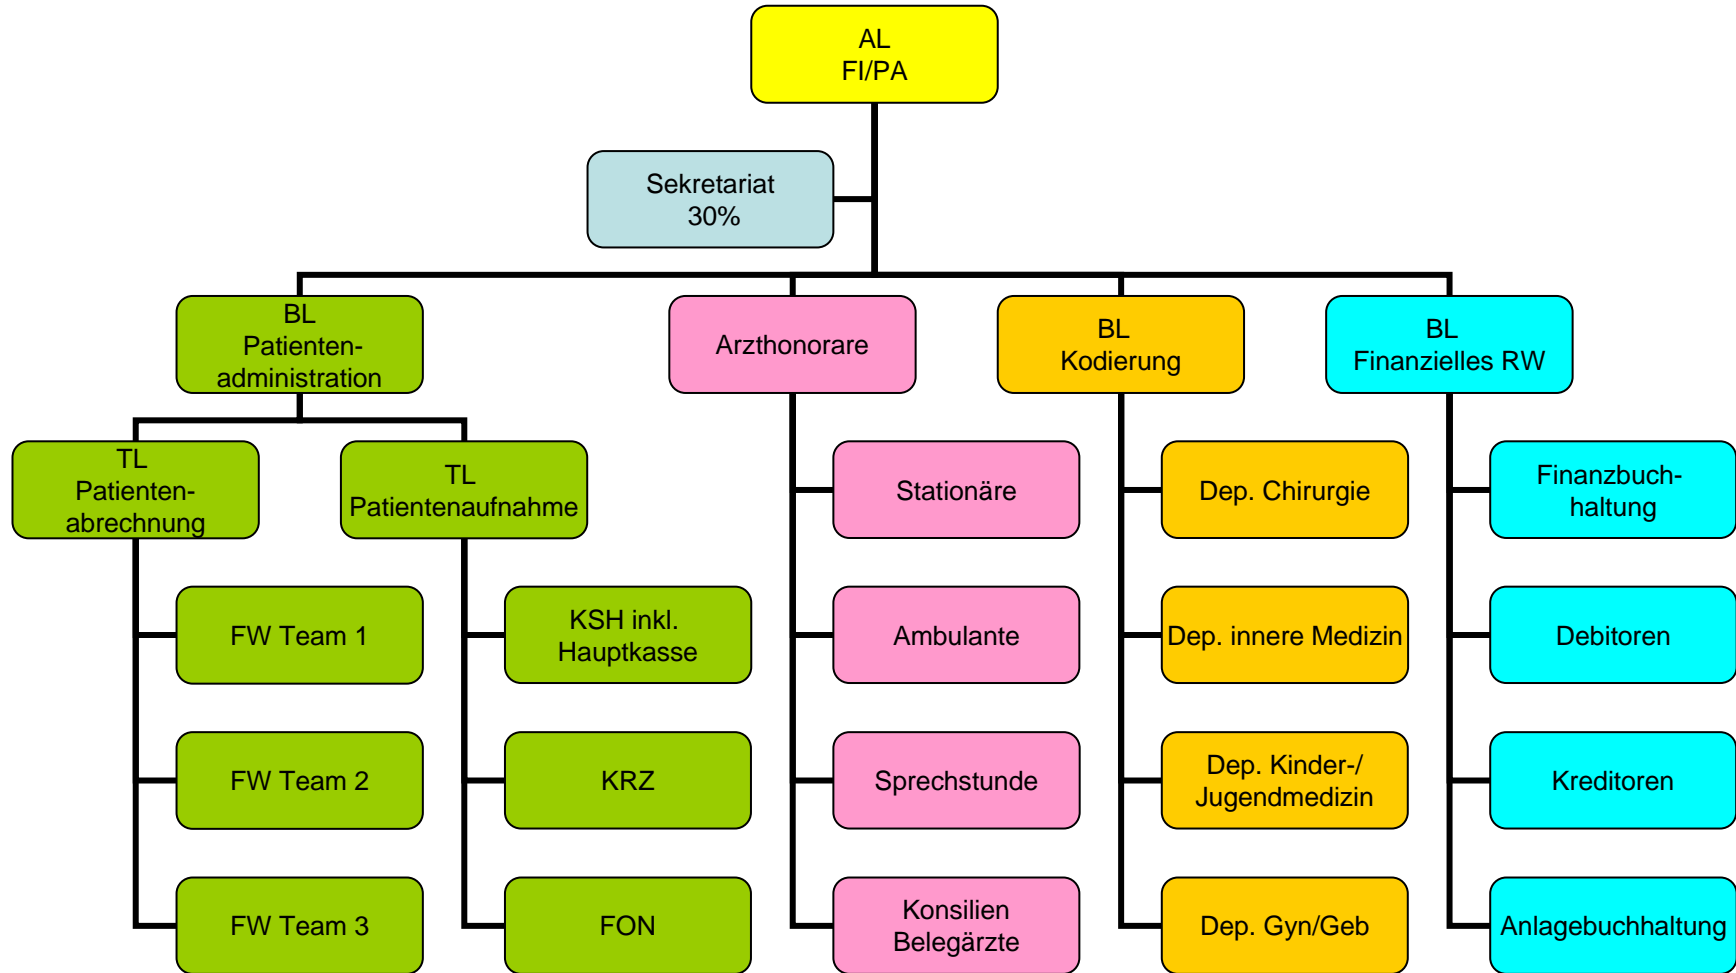 AL
FI/PA
Sekretariat
30%
BL
Patienten-
administration
Arzthonorare
BL
Kodierung
BL
Finanzielles RW
TL
Patienten-
abrechnung
TL
Patientenaufnahme
Stationäre
Dep. Chirurgie
Finanzbuch-
haltung
FW Team 1
KSH inkl.
Hauptkasse
Ambulante
Dep. innere Medizin
Debitoren
FW Team 2
KRZ
Sprechstunde
Dep. Kinder-/
Jugendmedizin
Kreditoren
FW Team 3
FON
Konsilien
Belegärzte
Dep. Gyn/Geb
Anlagebuchhaltung